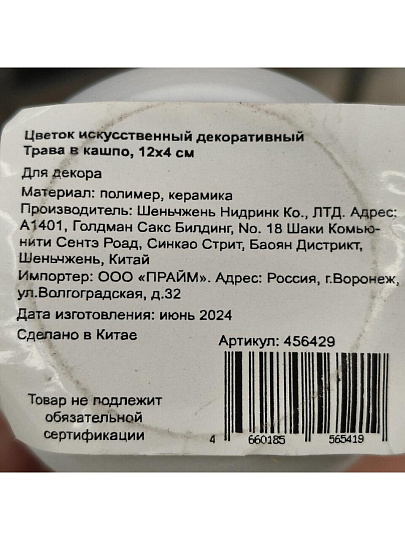 Цветок искусственный декоративный
Трава в кашпо, 12х4 см
Для декора
Материал: полимер, керамика
Производитель: Шеньчжень Нидринк Ко., ЛТД. Адрес:
А1401, Голдман Сакс Билдинг, No. 18 Шаки Комью-
нити Сентэ Роад, Синкао Стрит, Баоян Дистрикт,
Шеньчжень, Китай
Импортер: ООО «ПРАЙМ». Адрес: Россия, г.Воронеж,
ул.Волгоградская, д.32
Дата изготовления: июнь 2024
Сделано в Китае
Артикул: 456429
Товар не подлежит
обязательной
сертификации
4 660185 565419